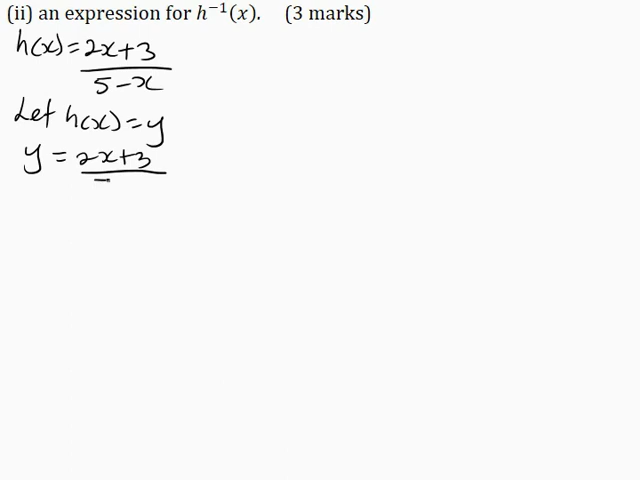 (ii) an expression for h⁻¹(x). (3 marks)
h(x) = 2x+3
5-x
Let h(x) = y
y = 2x+3